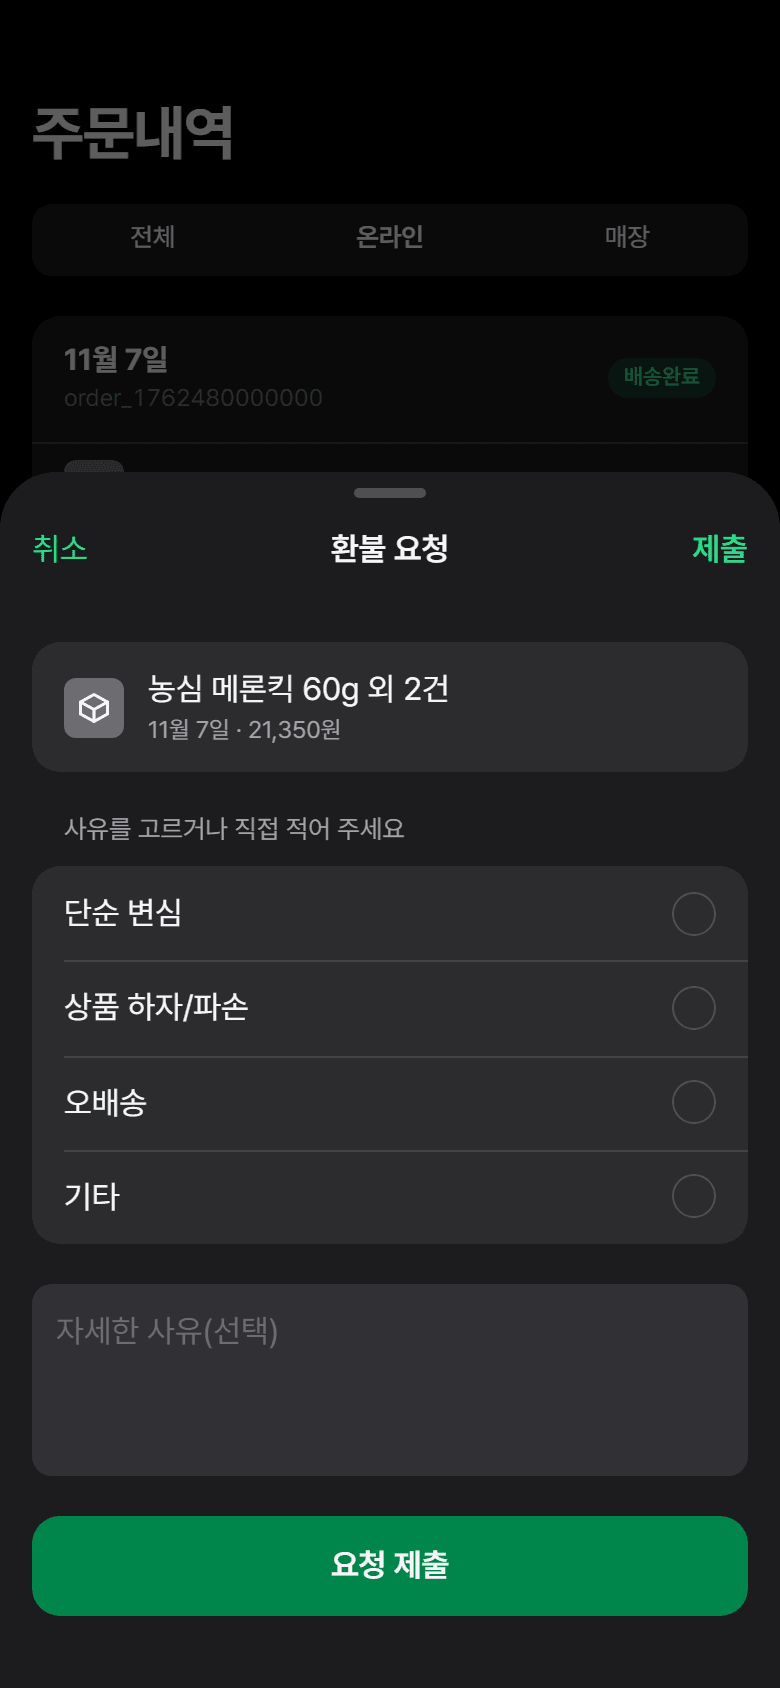 주문내역
전체 온라인 매장
11월 7일
order_1762480000000
배송완료
취소 환불 요청 제출
농심 메론킥 60g 외 2건
11월 7일 · 21,350원
사유를 고르거나 직접 적어 주세요
단순 변심
상품 하자/파손
오배송
기타
자세한 사유(선택)
요청 제출